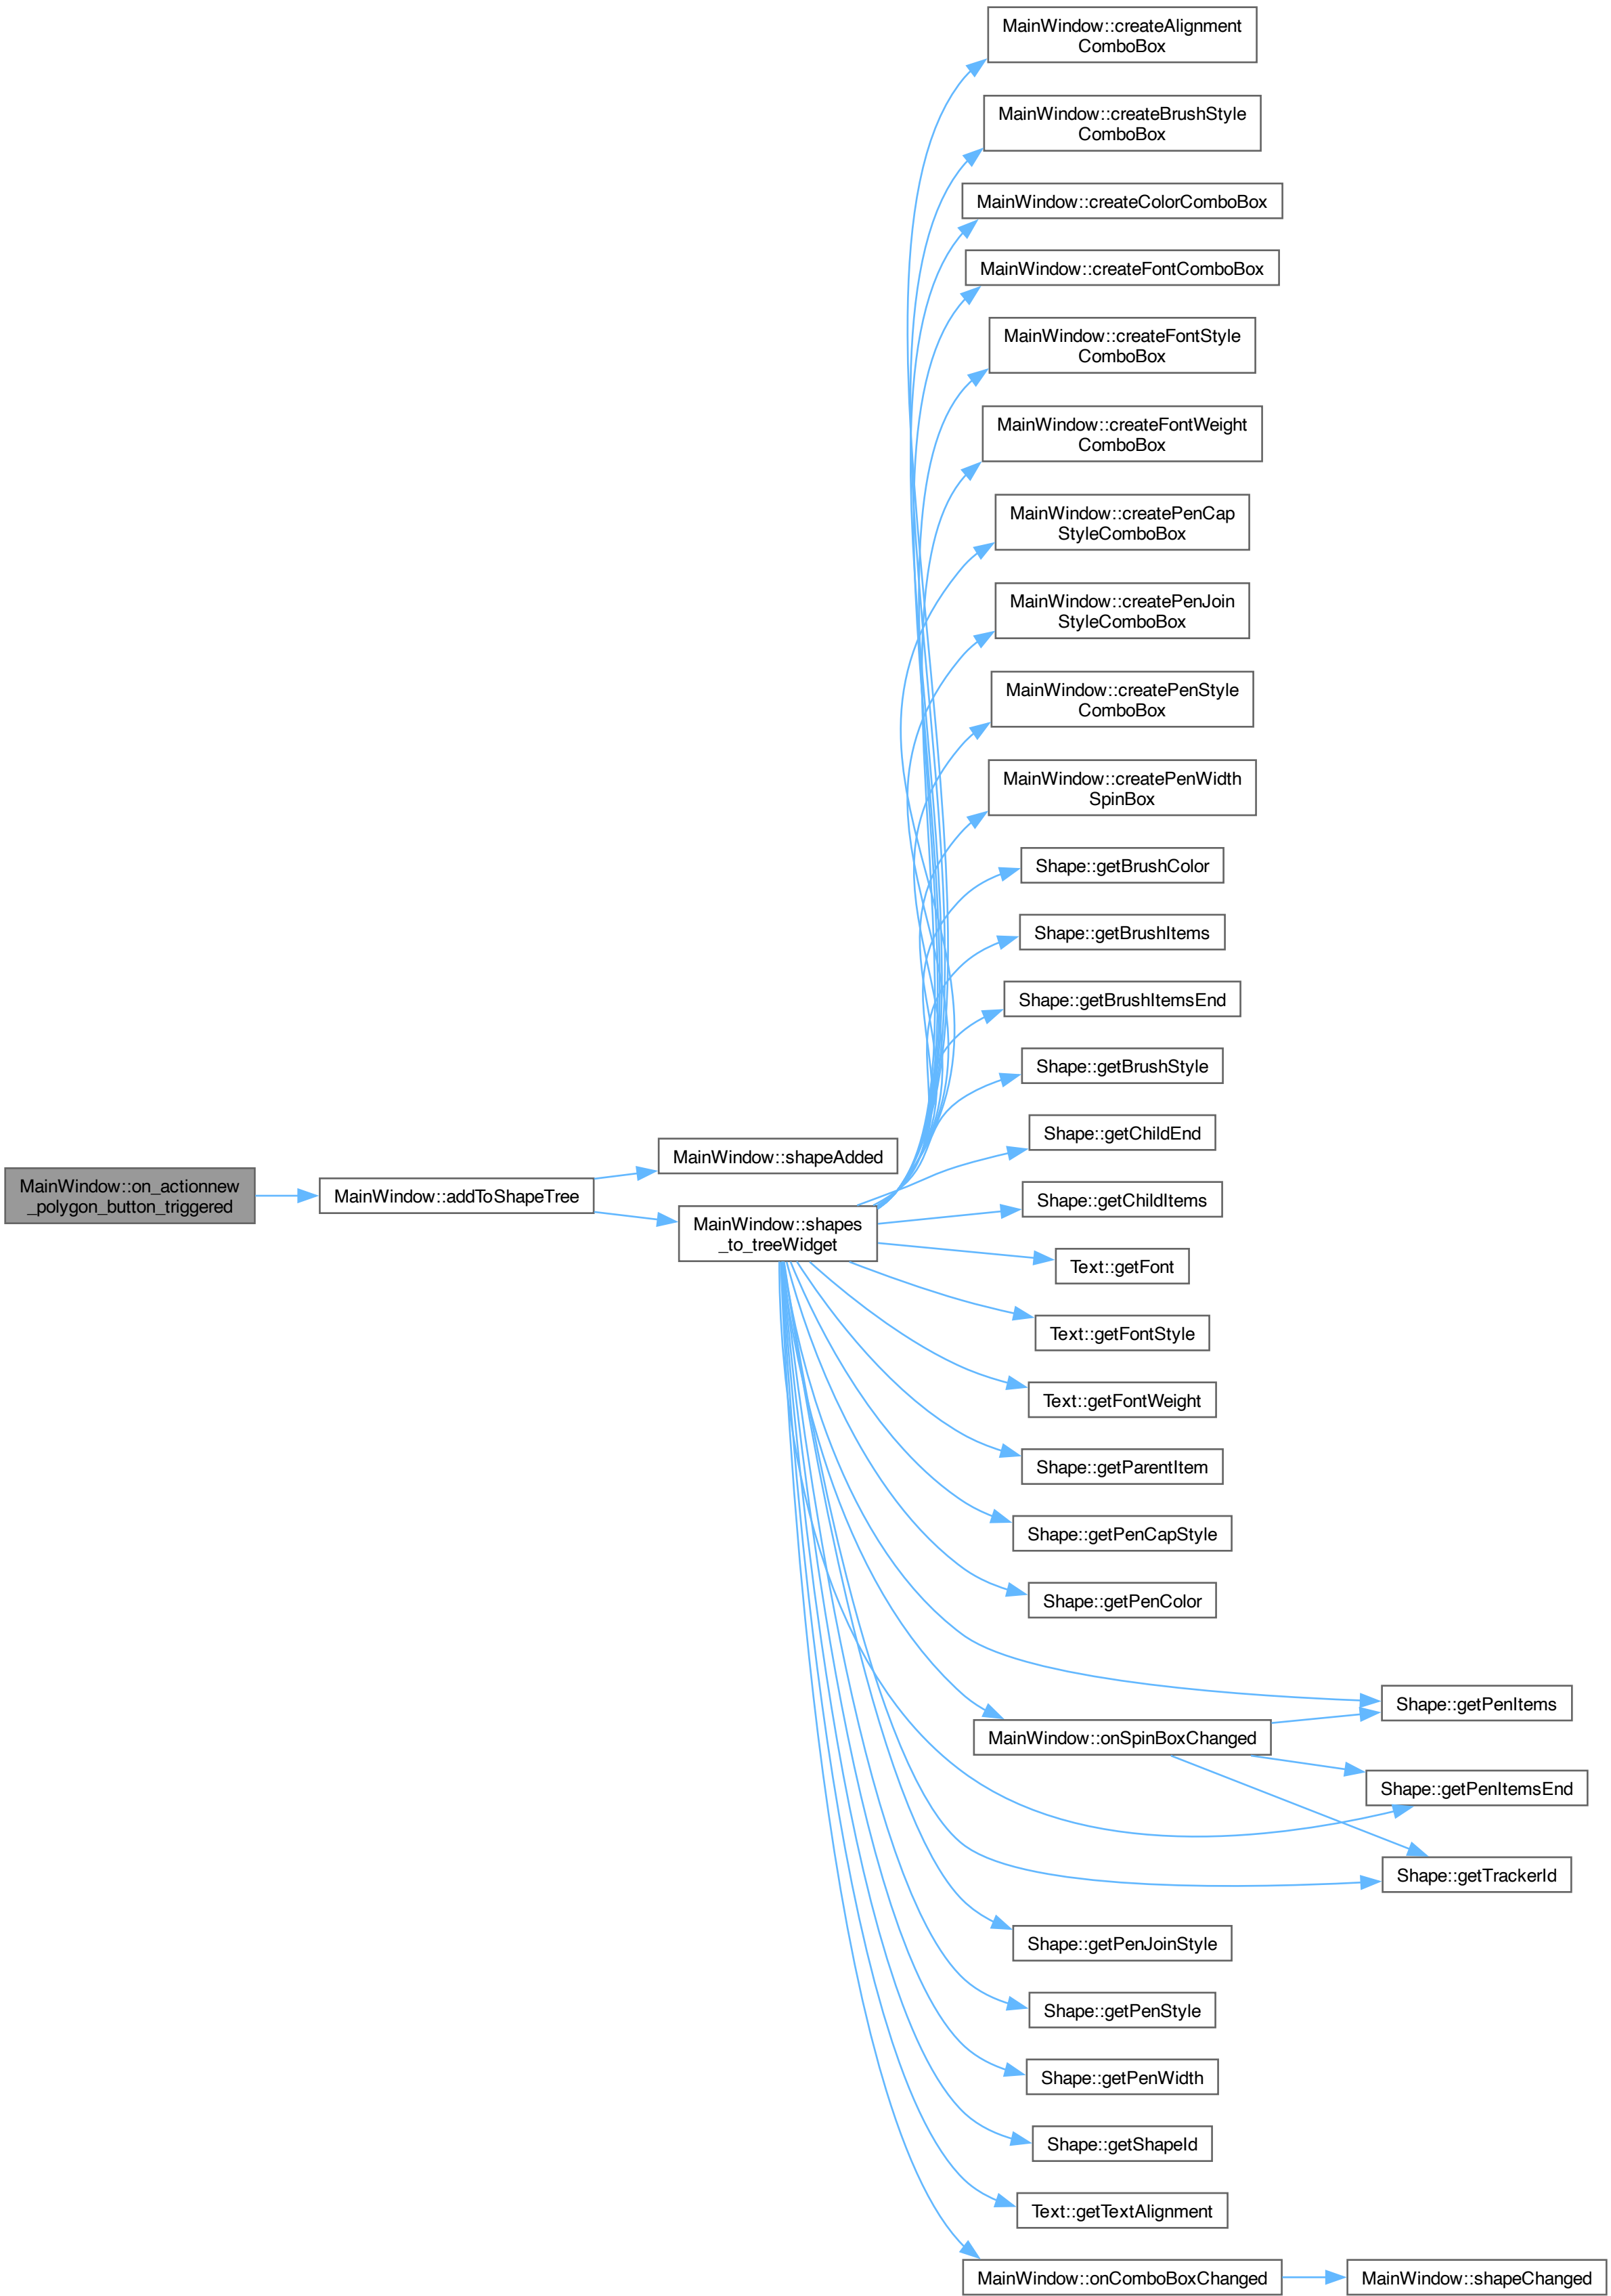 MainWindow::createAlignment
ComboBox
MainWindow::createBrushStyle
ComboBox
MainWindow::createColorComboBox
MainWindow::createFontComboBox
MainWindow::createFontStyle
ComboBox
MainWindow::createFontWeight
ComboBox
MainWindow::createPenCap
StyleComboBox
MainWindow::createPenJoin
StyleComboBox
MainWindow::createPenStyle
ComboBox
MainWindow::createPenWidth
SpinBox
Shape::getBrushColor
Shape::getBrushItems
Shape::getBrushItemsEnd
Shape::getBrushStyle
Shape::getChildEnd
MainWindow::shapeAdded
MainWindow::on_actionnew
_polygon_button_triggered
MainWindow::addToShapeTree
MainWindow::shapes
_to_treeWidget
Shape::getChildItems
Text::getFont
Text::getFontStyle
Text::getFontWeight
Shape::getParentItem
Shape::getPenCapStyle
Shape::getPenColor
Shape::getPenItems
MainWindow::onSpinBoxChanged
Shape::getPenItemsEnd
Shape::getTrackerId
Shape::getPenJoinStyle
Shape::getPenStyle
Shape::getPenWidth
Shape::getShapeId
Text::getTextAlignment
MainWindow::onComboBoxChanged
MainWindow::shapeChanged